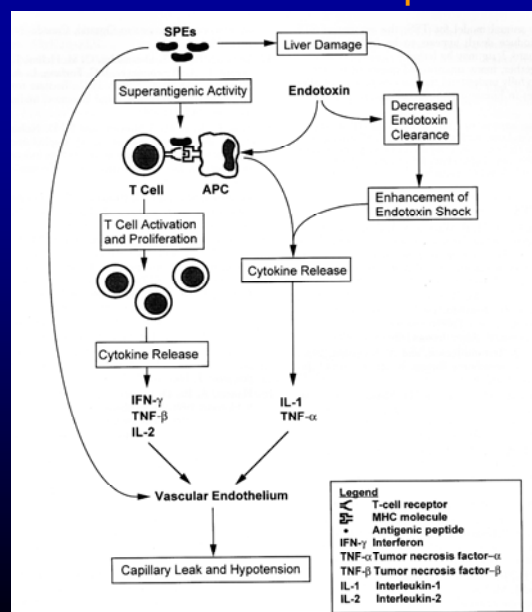 SPEs
Liver Damage
Superantigenic Activity
Endotoxin
Decreased
Endotoxin
Clearance
T Cell
APC
Enhancement of
Endotoxin Shock
T Cell Activation
and Proliferation
Cytokine Release
Cytokine Release
IFN-γ
TNF-β
IL-2
IL-1
TNF-α
Vascular Endothelium
Capillary Leak and Hypotension
Legend
T-cell receptor
MHC molecule
Antigenic peptide
IFN-γ Interferon
TNF-α Tumor necrosis factor-α
TNF-β Tumor necrosis factor-β
IL-1 Interleukin-1
IL-2 Interleukin-2